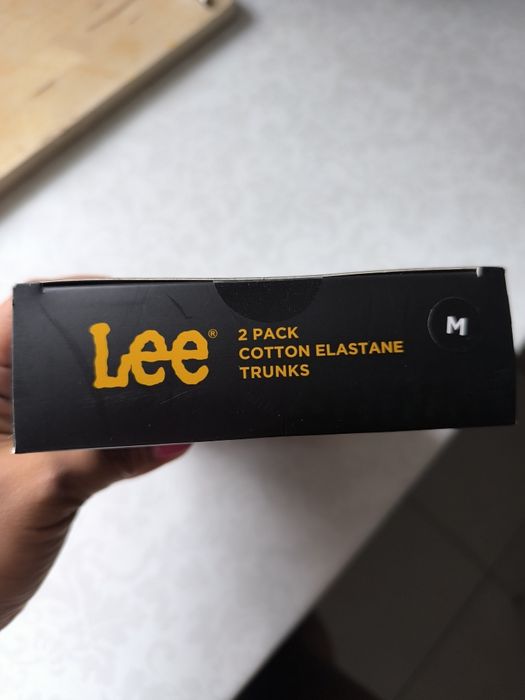 Lee®
2 PACK
COTTON ELASTANE
TRUNKS
M